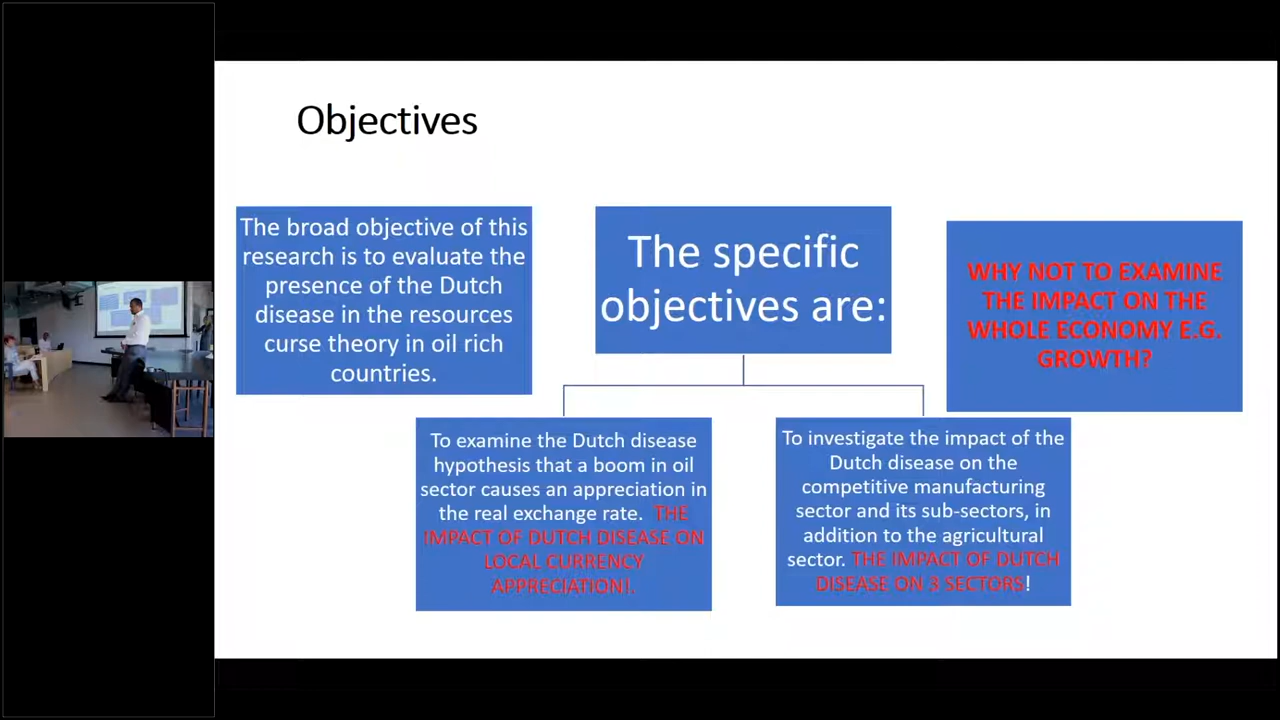 Objectives
The broad objective of this
research is to evaluate the
presence of the Dutch
disease in the resources
curse theory in oil rich
countries.
The specific
objectives are:
WHY NOT TO EXAMINE
THE IMPACT ON THE
WHOLE ECONOMY E.G.
GROWTH?
To examine the Dutch disease
hypothesis that a boom in oil
sector causes an appreciation in
the real exchange rate. THE
IMPACT OF DUTCH DISEASE ON
LOCAL CURRENCY
APPRECIATION!.
To investigate the impact of the
Dutch disease on the
competitive manufacturing
sector and its sub-sectors, in
addition to the agricultural
sector. THE IMPACT OF DUTCH
DISEASE ON 3 SECTORS!